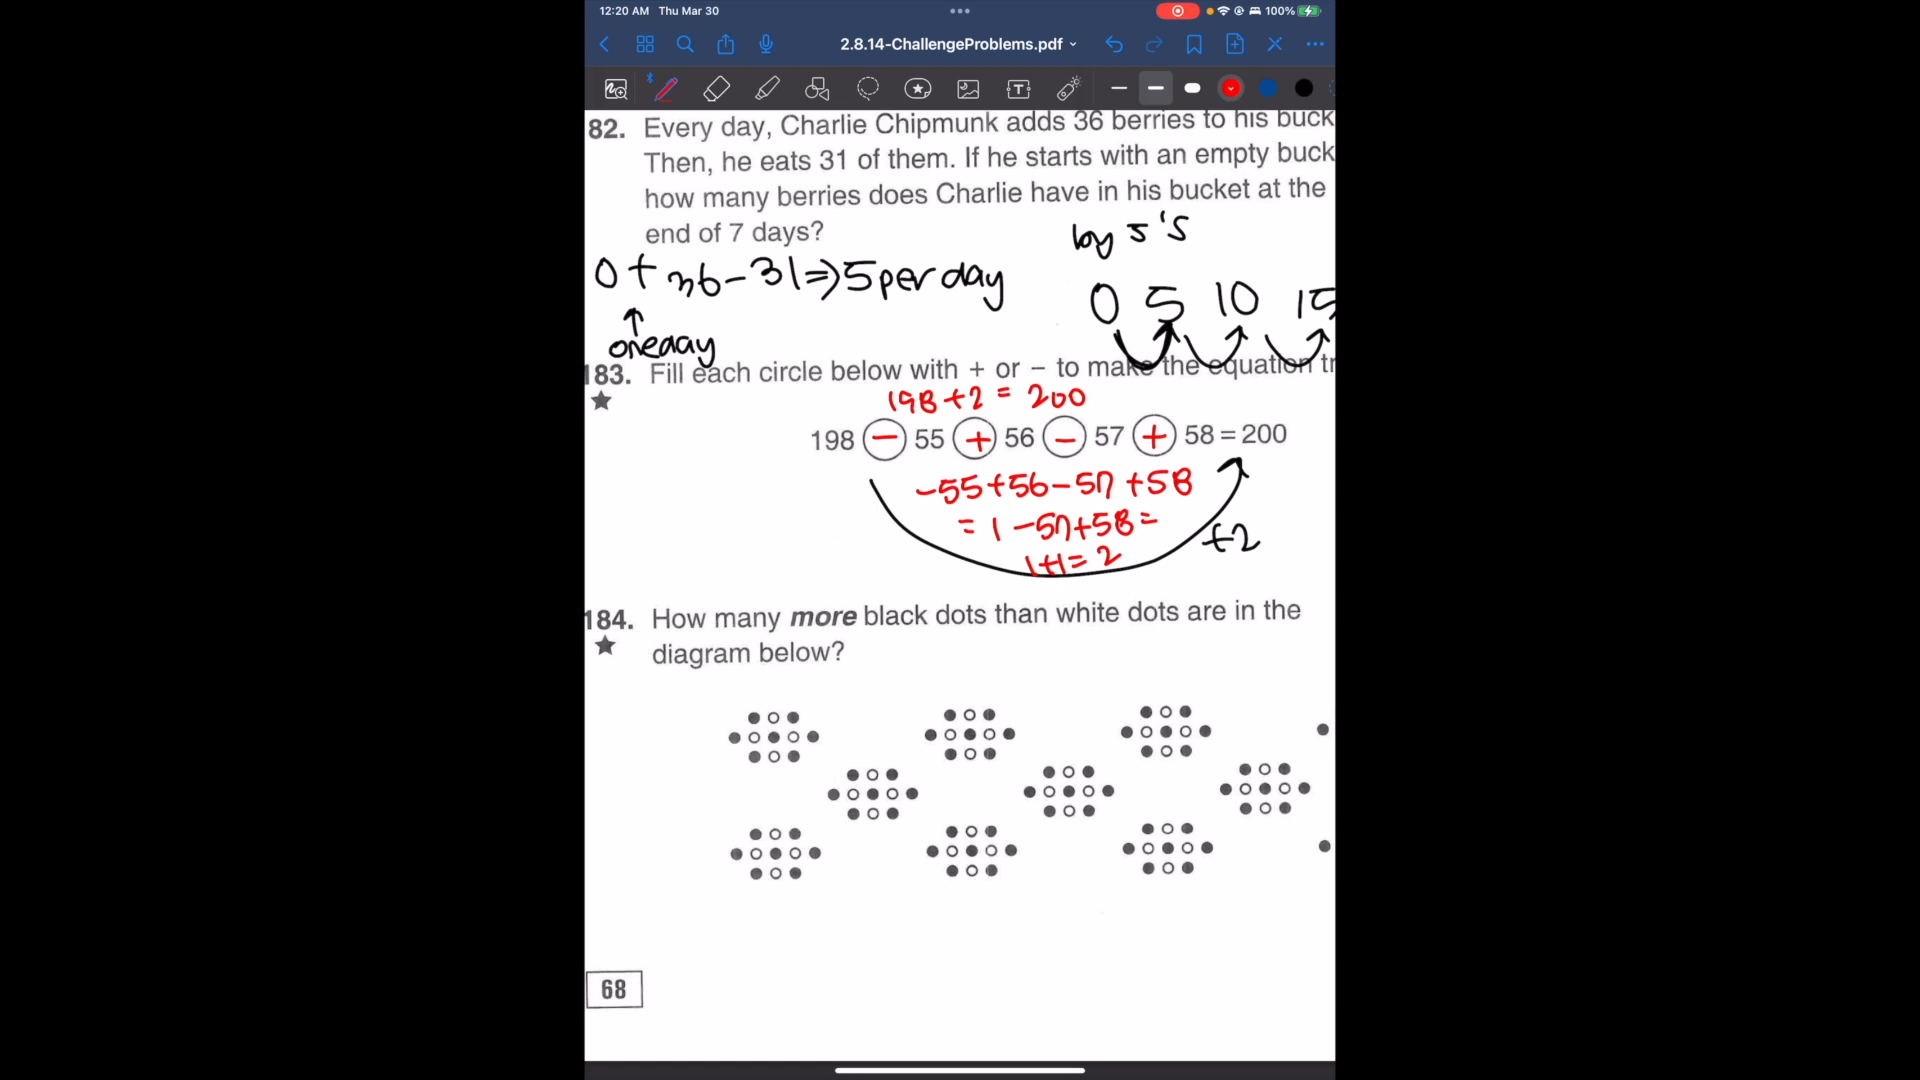 12:20 AM Thu Mar 30
100%
2.8.14-ChallengeProblems.pdf
82. Every day, Charlie Chipmunk adds 36 berries to his buck
Then, he eats 31 of them. If he starts with an empty buck
how many berries does Charlie have in his bucket at the
end of 7 days?
by 5's
0 + 36 - 31 => 5 per day
0 5 10 15
↑
one day
183. Fill each circle below with + or − to make the equation tr
★
198 + 2 = 200
198 − 55 + 56 − 57 + 58 = 200
-55+56-57+58
= 1 -57+58 =
+2
1+1=2
184. How many more black dots than white dots are in the
★
diagram below?
68